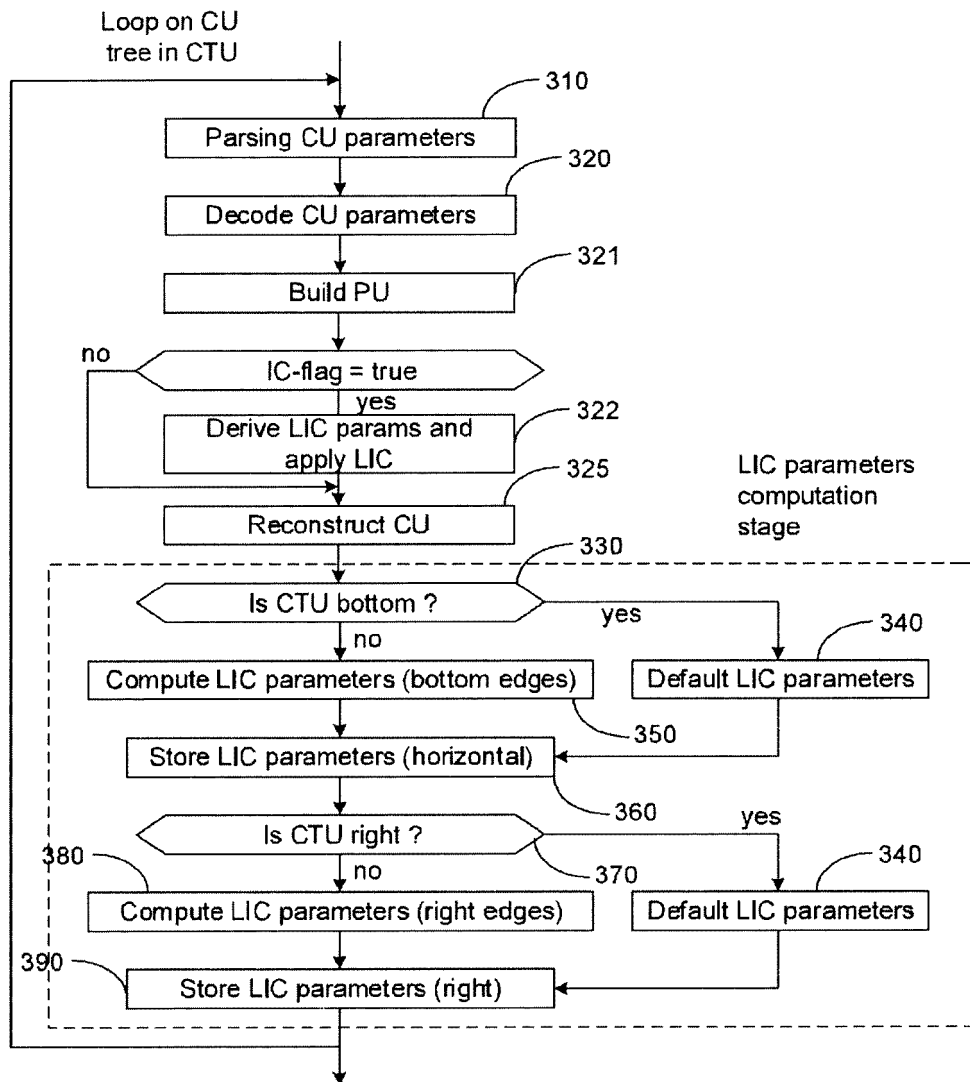 Loop on CU
tree in CTU
310
Parsing CU parameters
320
Decode CU parameters
321
Build PU
no
IC-flag = true
yes
322
Derive LIC params and
apply LIC
325
LIC parameters
computation
stage
Reconstruct CU
330
Is CTU bottom ?
yes
no
340
Compute LIC parameters (bottom edges)
Default LIC parameters
350
Store LIC parameters (horizontal)
360
yes
Is CTU right ?
380
no
370
340
Compute LIC parameters (right edges)
Default LIC parameters
390
Store LIC parameters (right)